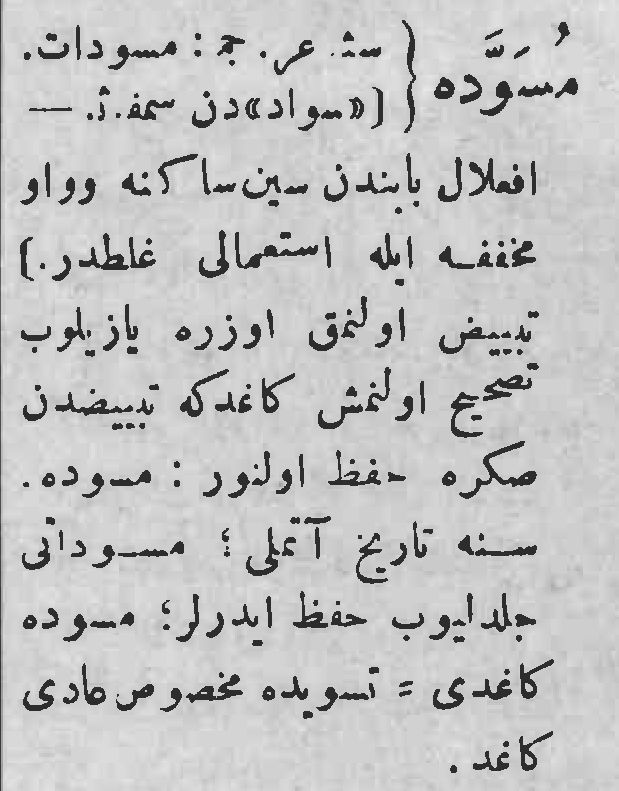 مُسَوَّده { سث. عر. جـ : مسودات.
[«سواد»دن سمفـ. ثـ. —
افعلال بابندن سین ساکنه وواو
مخففه ایله استعمالی غلطدر.]
تبییض اولنمق اوزره یازیلوب
تصحیح اولنمش کاغدکه تبییضدن
صکره حفظ اولنور : مسوده.
سنه تاریخ آتملی ؛ مسوداتی
جلدلیوب حفظ ایدرلر؛ مسوده
کاغدی = تسویده مخصوص عادی
کاغد.